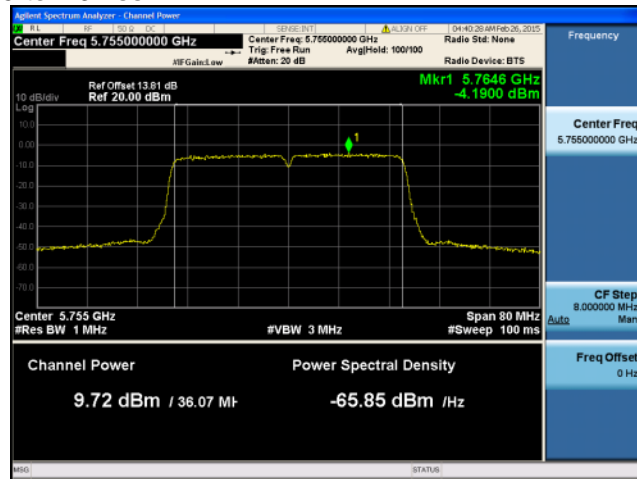 Agilent Spectrum Analyzer - Channel Power
RL RF 50 Ω DC SENSE:INT ALIGN OFF 04:40:28 AM Feb 26, 2015
Center Freq 5.755000000 GHz
Center Freq: 5.755000000 GHz
Radio Std: None
Trig: Free Run Avg|Hold: 100/100
#IFGain:Low
#Atten: 20 dB
Radio Device: BTS
Ref Offset 13.81 dB
Mkr1 5.7646 GHz
10 dB/div Ref 20.00 dBm
-4.1900 dBm
Log
10.0
0.00
-10.0
-20.0
-30.0
-40.0
-50.0
-60.0
-70.0
1
Center 5.755 GHz
Span 80 MHz
#Res BW 1 MHz
#VBW 3 MHz
#Sweep 100 ms
Channel Power
Power Spectral Density
9.72 dBm / 36.07 MH
-65.85 dBm /Hz
MSG
STATUS
Frequency
Center Freq
5.755000000 GHz
CF Step
8.000000 MHz
Auto Man
Freq Offset
0 Hz